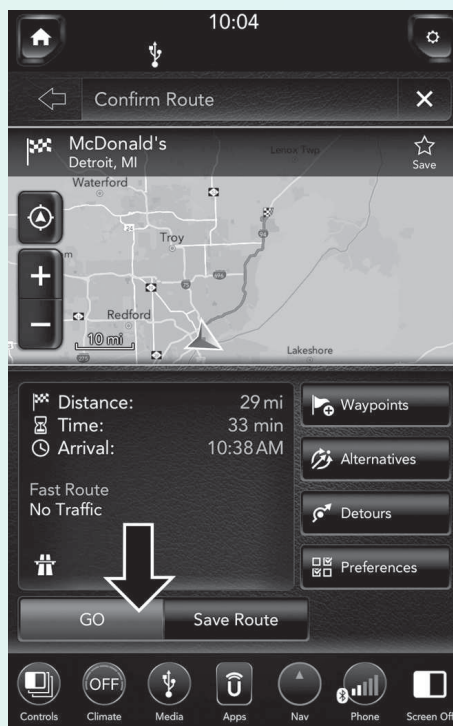 10:04
Confirm Route
McDonald's
Detroit, MI
Save
Lenox Twp
Waterford
Troy
m
Redford
10 mi
Lakeshore
Distance: 29 mi
Time: 33 min
Arrival: 10:38AM
Fast Route
No Traffic
Waypoints
Alternatives
Detours
Preferences
GO
Save Route
OFF
Controls
Climate
Media
Apps
Nav
Phone
Screen Off